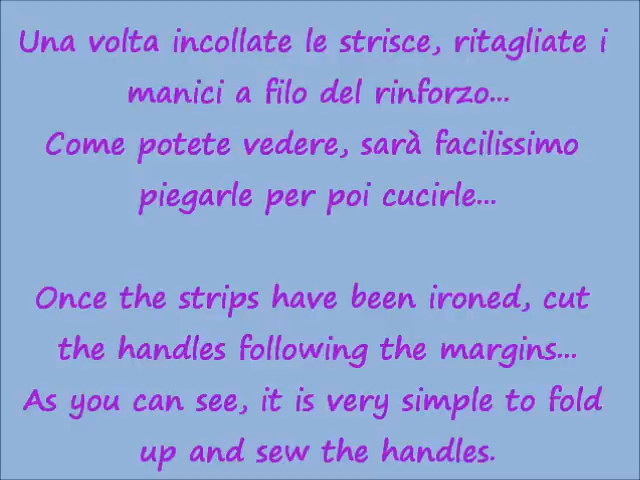 Una volta incollate le strisce, ritagliate i
manici a filo del rinforzo...
Come potete vedere, sarà facilissimo
piegarle per poi cucirle...
Once the strips have been ironed, cut
the handles following the margins...
As you can see, it is very simple to fold
up and sew the handles.